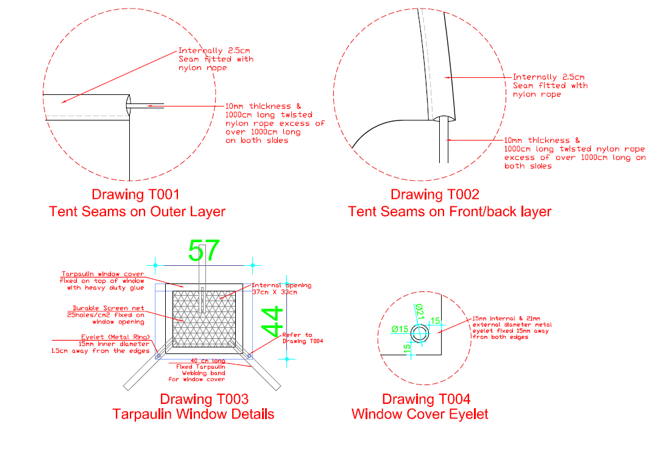 Internally 2.5cm
Seam fitted with
nylon rope
10mm thickness &
1000cm long twisted
nylon rope excess of
over 1000cm long
on both sides
Drawing T001
Tent Seams on Outer Layer
Internally 2.5cm
Seam fitted with
nylon rope
10mm thickness &
1000cm long twisted nylon rope
excess of over 1000cm long on
both sides
Drawing T002
Tent Seams on Front/back layer
57
Tarpaulin window cover
fixed on top of window
with heavy duty glue
Internal opening
37cm X 33cm
Durable Screen net
25holes/cm2 fixed on
window opening
44
Eyelet (Metal Ring)
15mm inner diameter
1.5cm away from the edges
Refer to
Drawing T004
40 cm long
Fixed Tarpaulin
Webbing band
for window cover
Drawing T003
Tarpaulin Window Details
Ø21
Ø15
15
15
15mm internal & 21mm
external diameter metal
eyelet fixed 15mm away
from both edges
Drawing T004
Window Cover Eyelet